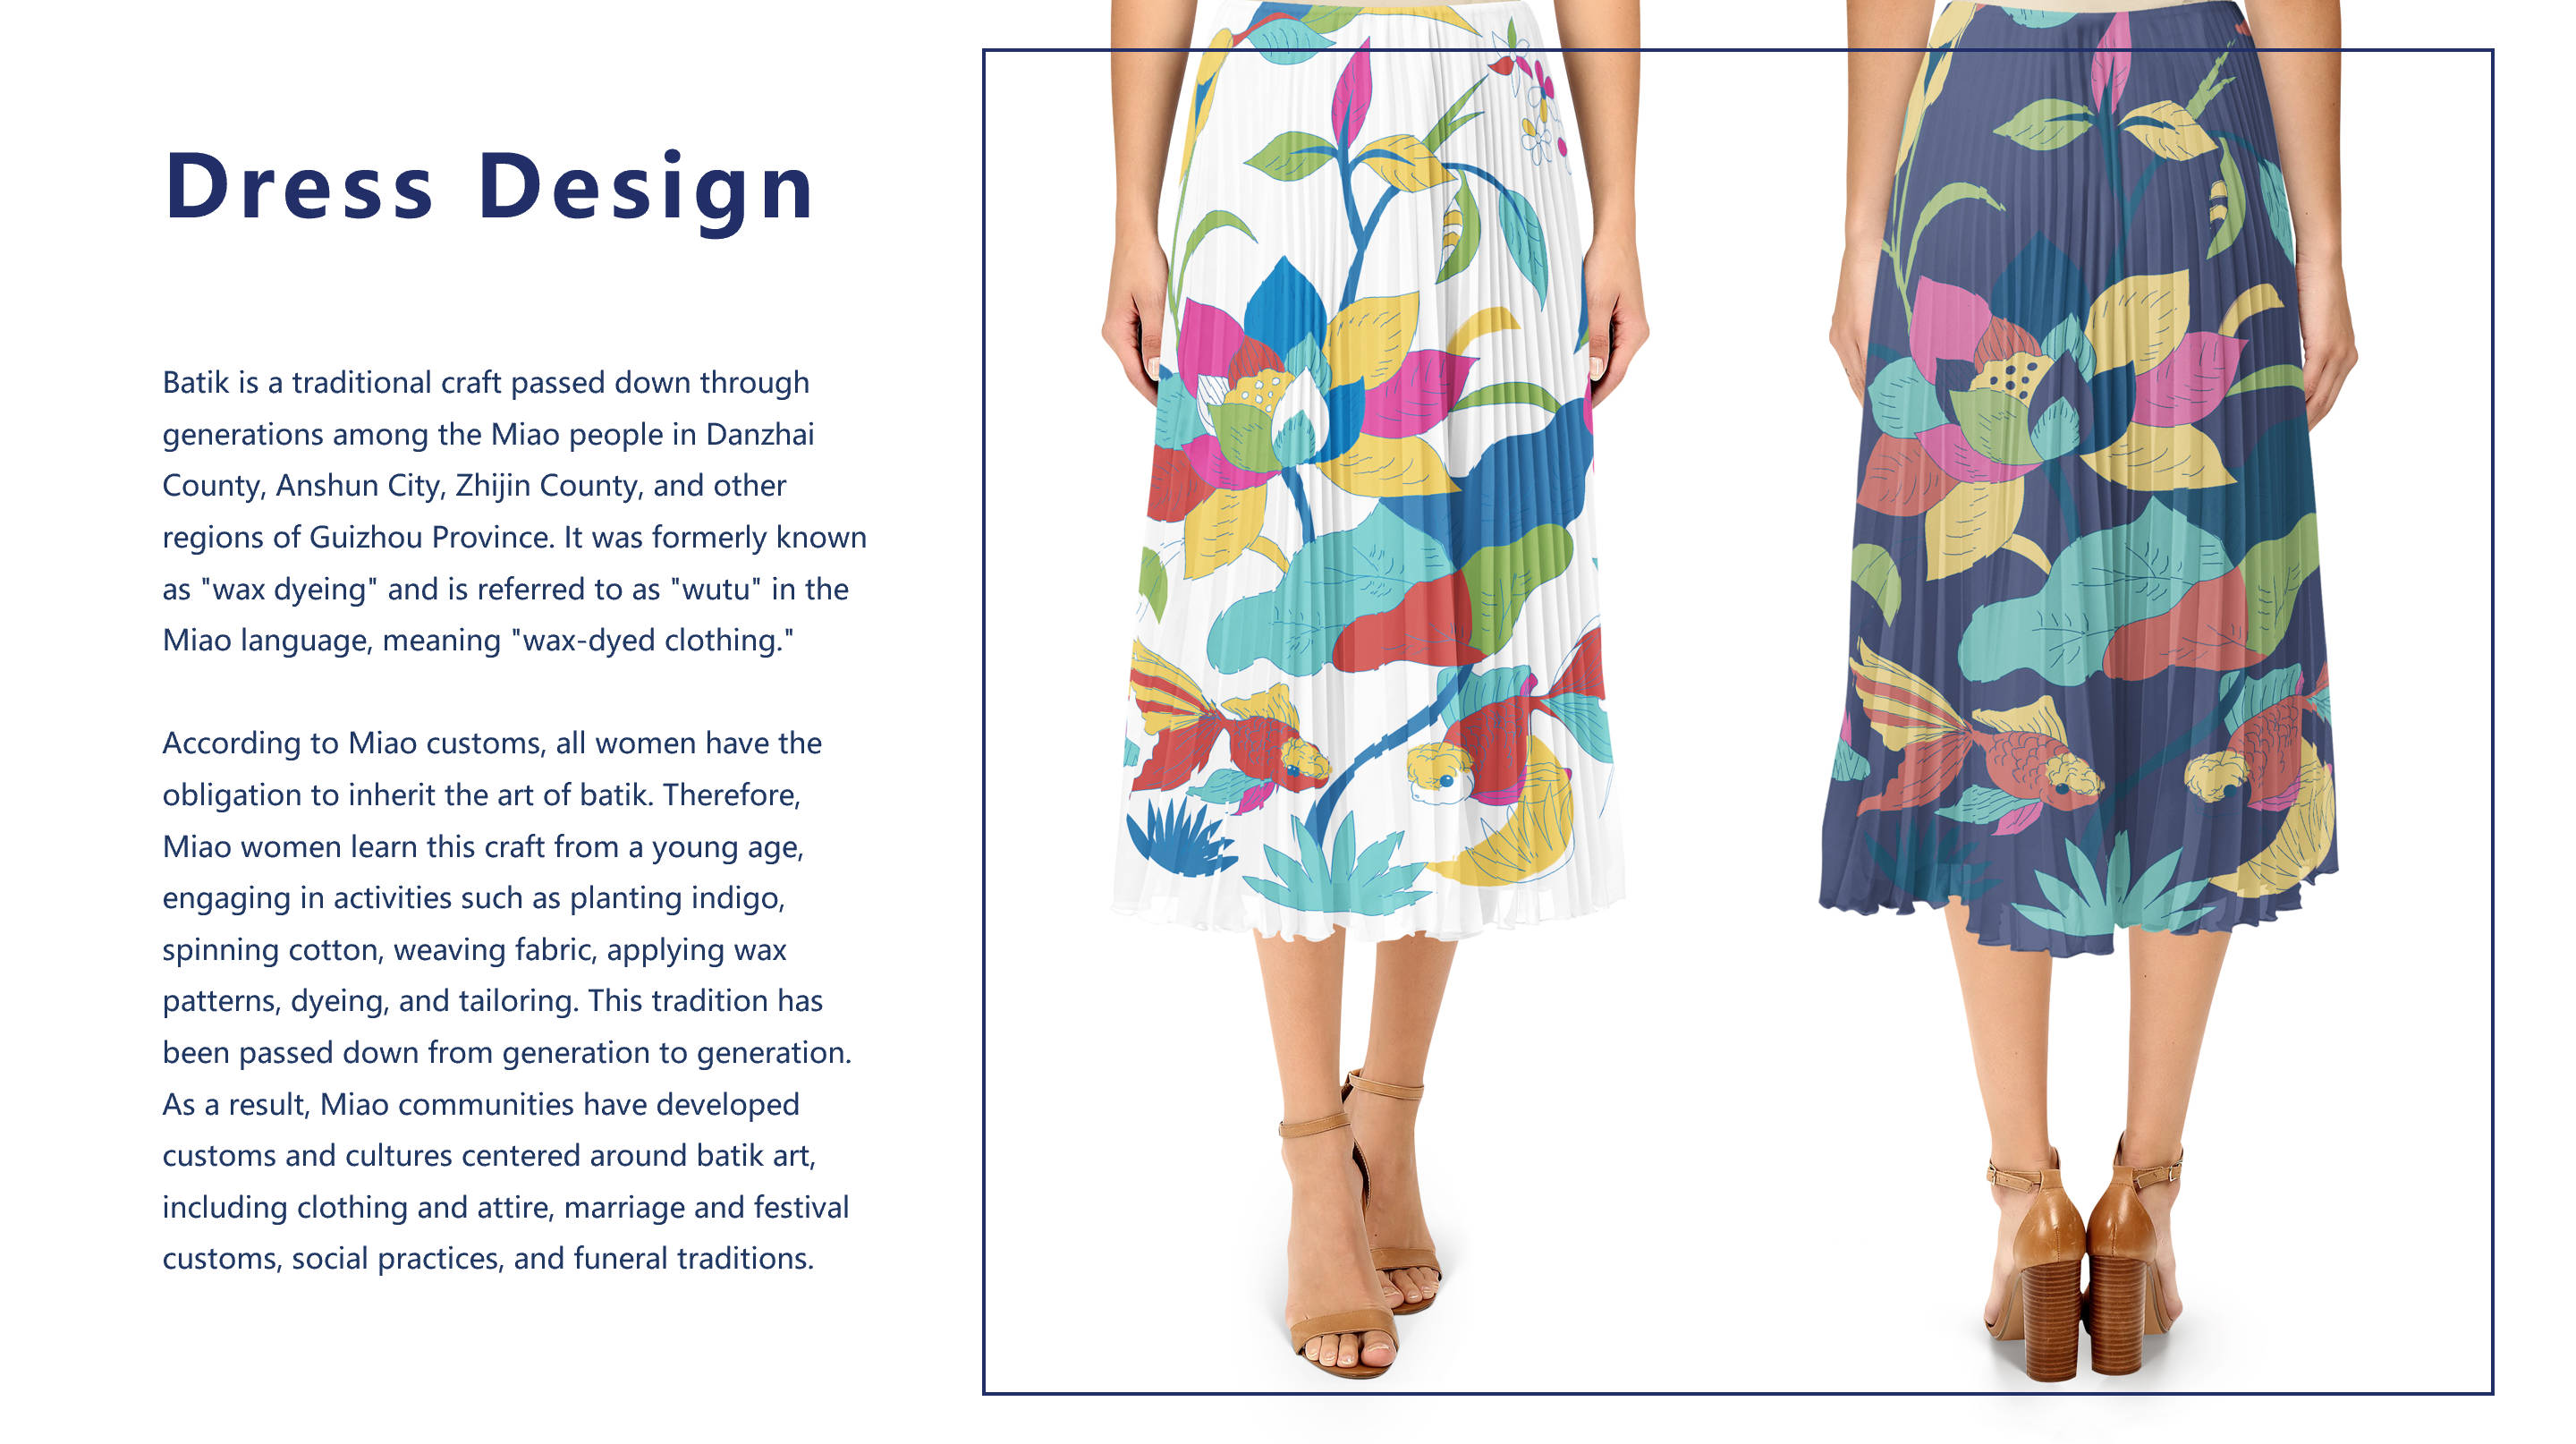 Dress Design
Batik is a traditional craft passed down through
generations among the Miao people in Danzhai
County, Anshun City, Zhijin County, and other
regions of Guizhou Province. It was formerly known
as "wax dyeing" and is referred to as "wutu" in the
Miao language, meaning "wax-dyed clothing."
According to Miao customs, all women have the
obligation to inherit the art of batik. Therefore,
Miao women learn this craft from a young age,
engaging in activities such as planting indigo,
spinning cotton, weaving fabric, applying wax
patterns, dyeing, and tailoring. This tradition has
been passed down from generation to generation.
As a result, Miao communities have developed
customs and cultures centered around batik art,
including clothing and attire, marriage and festival
customs, social practices, and funeral traditions.